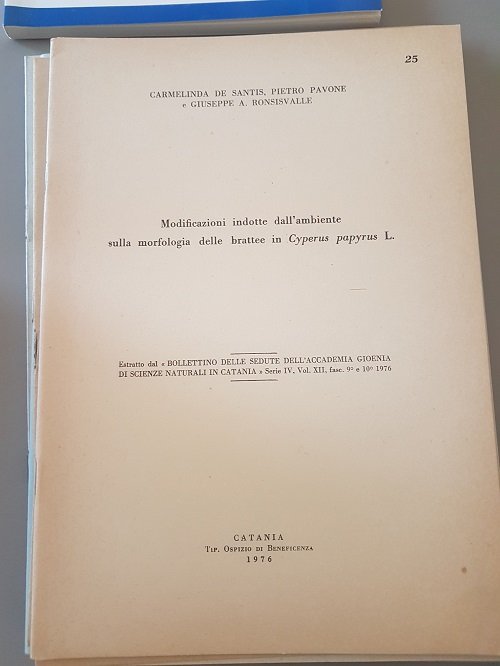 25
CARMELINDA DE SANTIS, PIETRO PAVONE
e GIUSEPPE A. RONSISVALLE
Modificazioni indotte dall'ambiente
sulla morfologia delle brattee in Cyperus papyrus L.
Estratto dal « BOLLETTINO DELLE SEDUTE DELL'ACCADEMIA GIOENIA
DI SCIENZE NATURALI IN CATANIA » Serie IV, Vol. XII, fasc. 9º e 10º 1976
CATANIA
TIP. OSPIZIO DI BENEFICENZA
1976